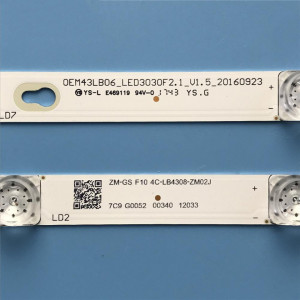 OEM43LB06_LED3030F2.1_V1.5_20160923
YS-L E469119 94V-0 1743 YS.G
LD7
ZM-GS F10 4C-LB4308-ZM02J
7C9 G0052 00340 12033
LD2